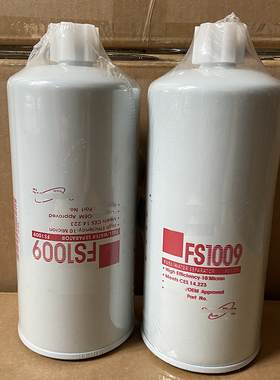 FS1009
FUEL/WATER SEPARATOR
FS1009
• High Efficiency-10 Micron
• Meets CES 14.223
/OEM Approved
Part No.
FS1009
FUEL/WATER SEPARATOR
• High Efficiency-10 Micron
• Meets CES 14.223
/OEM Approved
Part No.